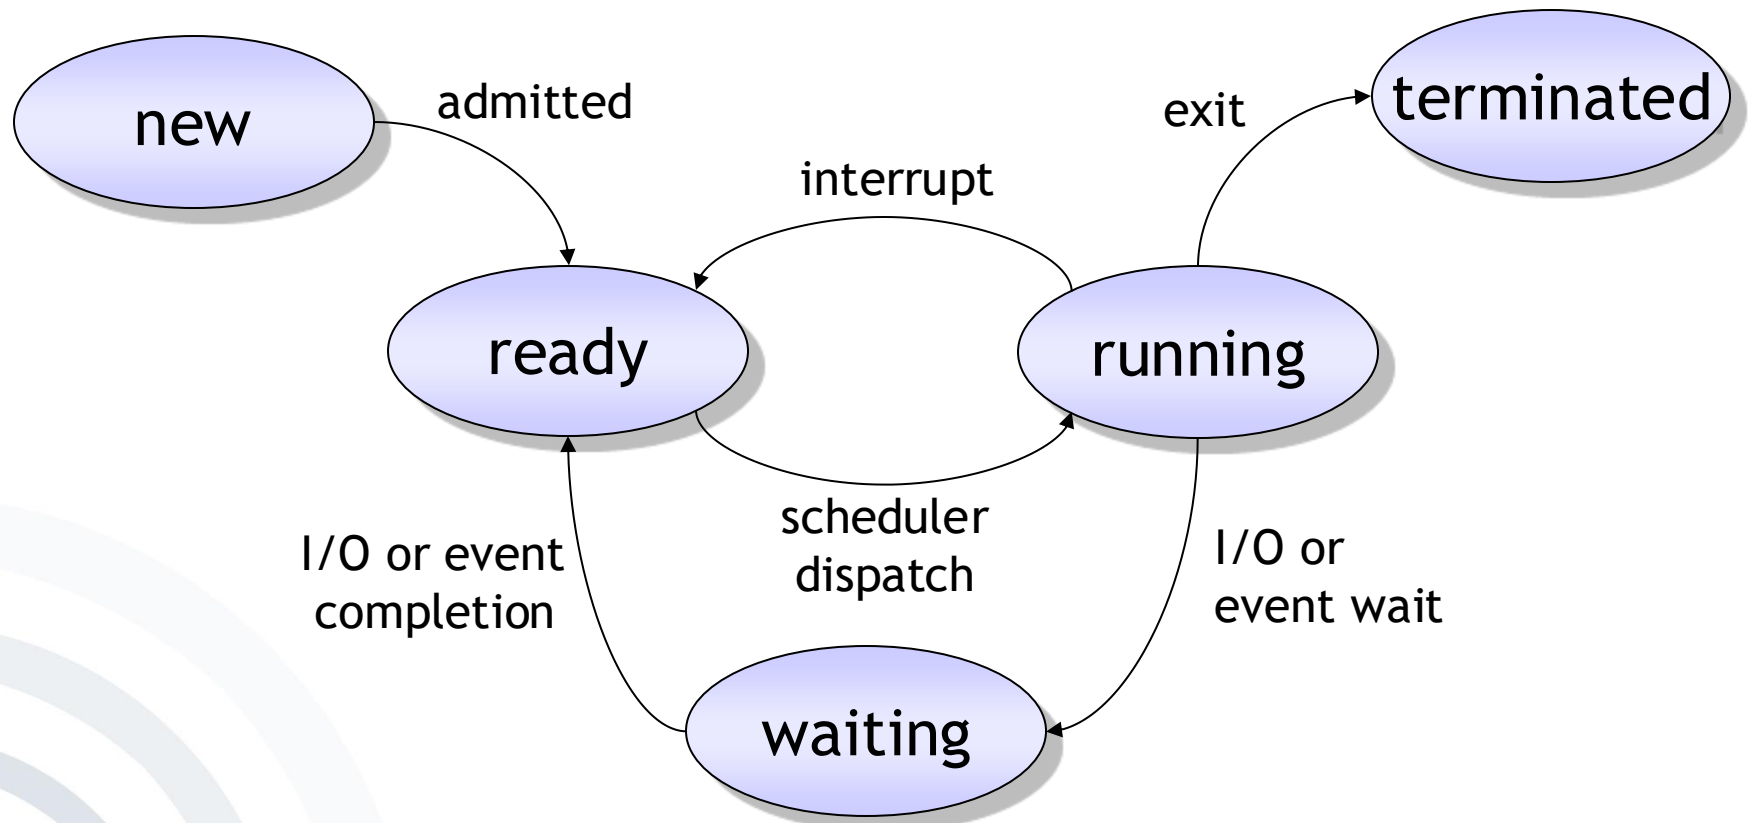 new
admitted
exit
terminated
interrupt
ready
running
scheduler
dispatch
I/O or event
completion
I/O or
event wait
waiting